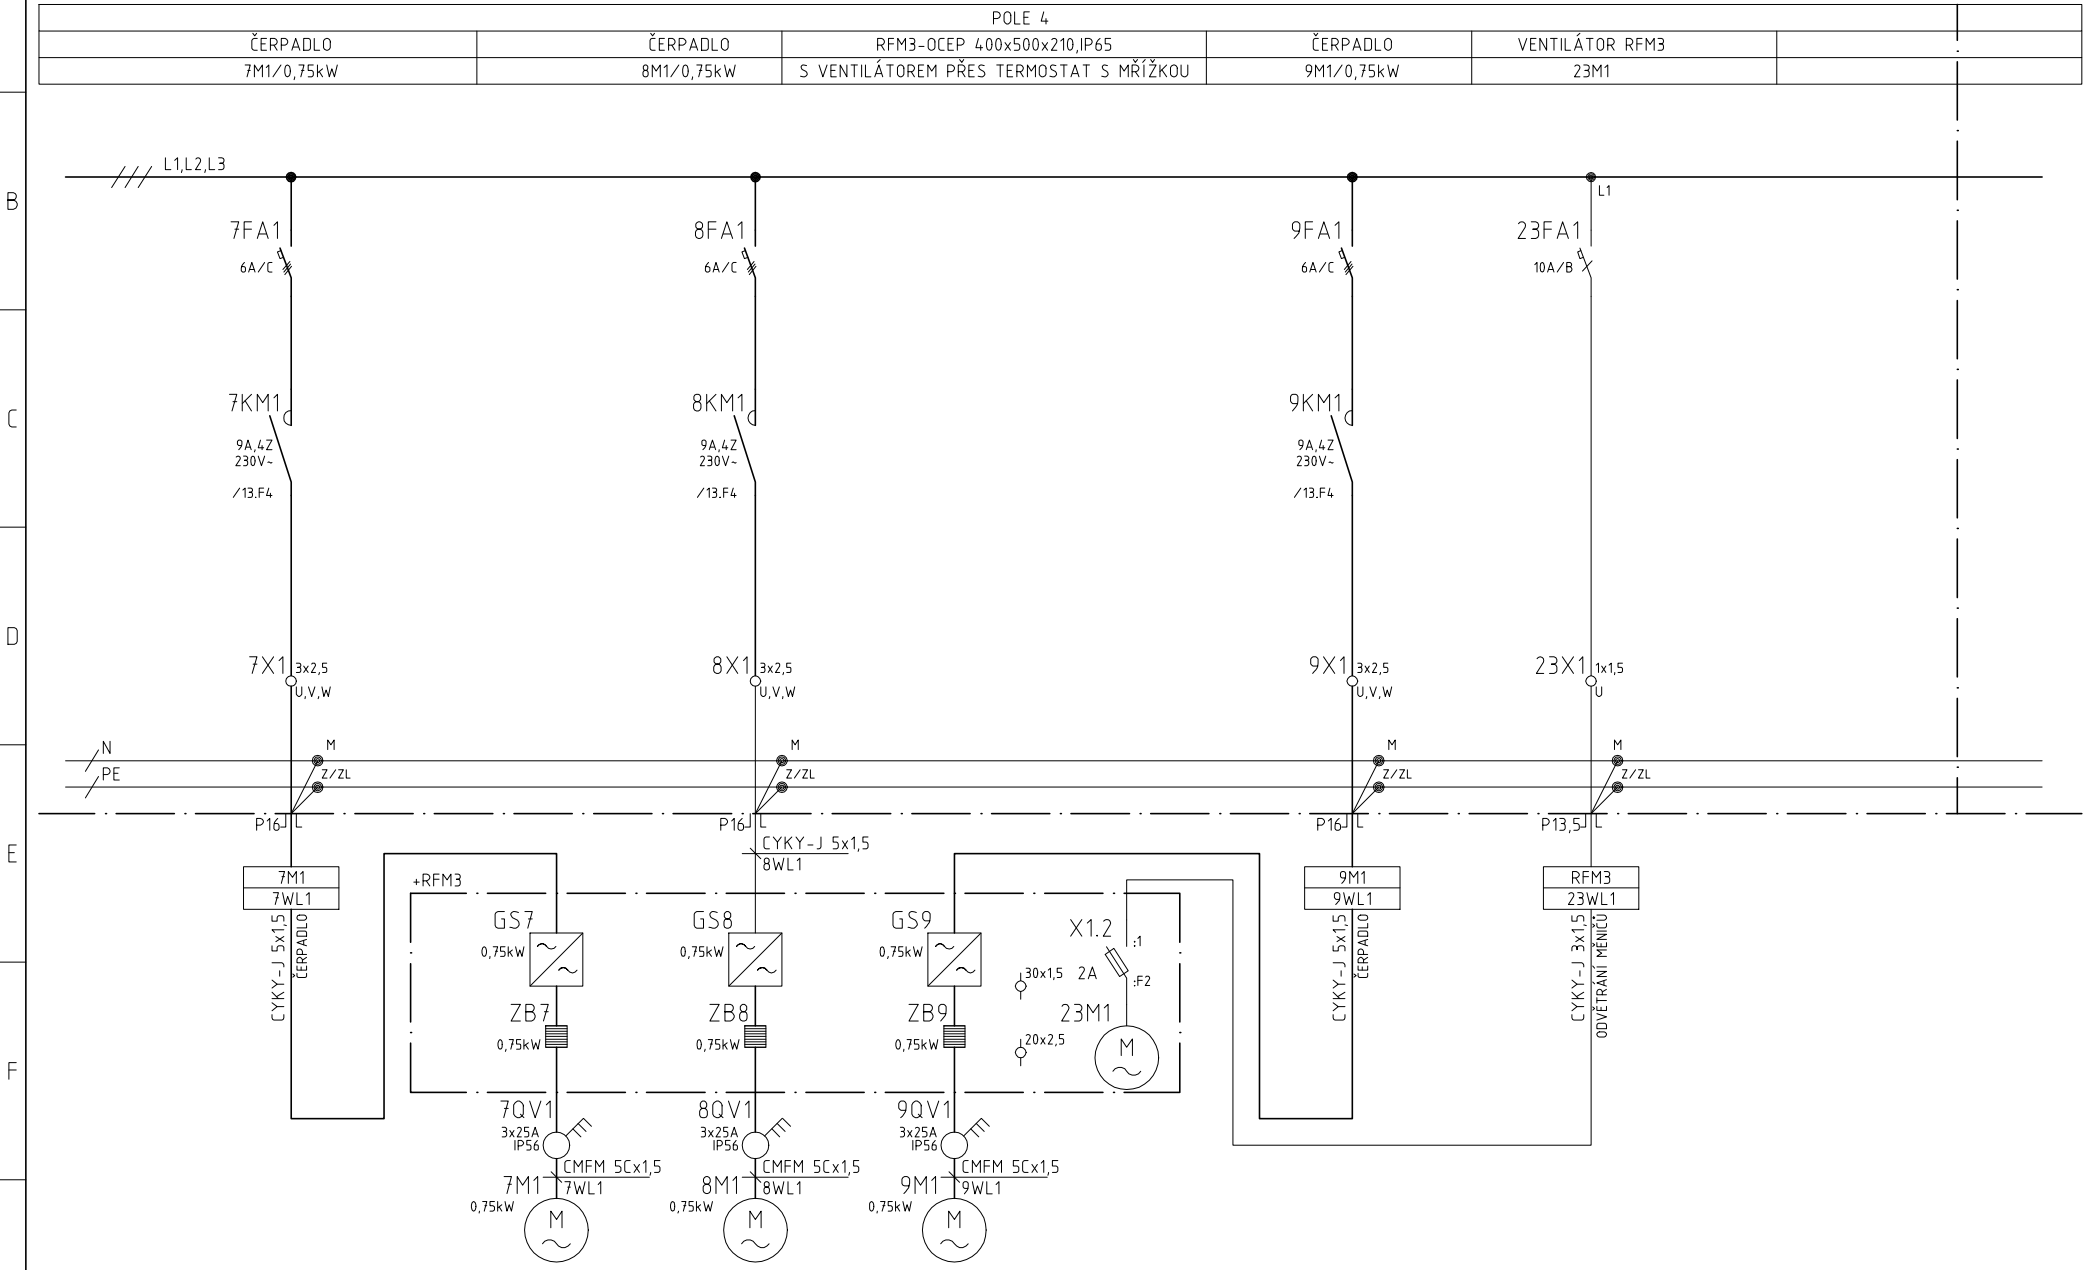 POLE 4
ČERPADLO ČERPADLO RFM3-OCEP 400x500x210,IP65 ČERPADLO VENTILÁTOR RFM3
7M1/0,75kW 8M1/0,75kW S VENTILÁTOREM PŘES TERMOSTAT S MŘÍŽKOU 9M1/0,75kW 23M1
L1,L2,L3
L1
B
7FA1 8FA1 9FA1 23FA1
6A/C 6A/C 6A/C 10A/B
7KM1 8KM1 9KM1
C
9A,4Z 9A,4Z 9A,4Z
230V~ 230V~ 230V~
/13.F4 /13.F4 /13.F4
D
7X1 3x2,5 8X1 3x2,5 9X1 3x2,5 23X1 1x1,5
U,V,W U,V,W U,V,W U
N M M M M
PE Z/ZL Z/ZL Z/ZL Z/ZL
P16 P16 P16 P13,5
E
CYKY-J 5x1,5
8WL1
7M1 9M1 RFM3
7WL1 9WL1 23WL1
+RFM3
CYKY-J 5x1,5
ČERPADLO
CYKY-J 5x1,5
ČERPADLO
CYKY-J 3x1,5
ODVĚTRÁNÍ MĚNIČŮ
GS7 GS8 GS9 X1.2
:1
0,75kW 0,75kW 0,75kW
30x1,5 2A :F2
ZB7 ZB8 ZB9 23M1
0,75kW 0,75kW 0,75kW 20x2,5
M
F
7QV1 8QV1 9QV1
3x25A 3x25A 3x25A
IP56 IP56 IP56
CMFM 5Cx1,5 CMFM 5Cx1,5 CMFM 5Cx1,5
7M1 7WL1 8M1 8WL1 9M1 9WL1
0,75kW 0,75kW 0,75kW
M M M